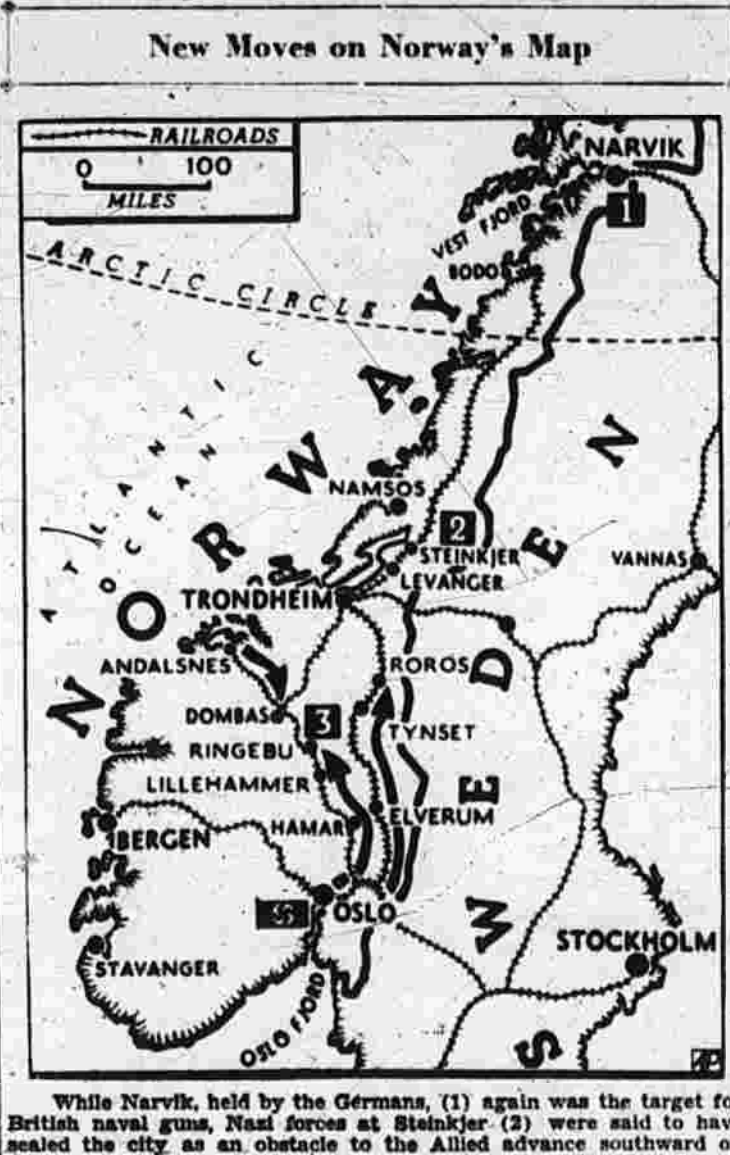 New Moves on Norway's Map
RAILROADS
0 100
MILES
NARVIK
1
VEST FJORD
BODO
ARCTIC CIRCLE
ATLANTIC
OCEAN
NORWAY
SWEDEN
NAMSOS
2
STEINKJER
LEVANGER
VANNAS
TRONDHEIM
ANDALSNES
ROROS
DOMBAS
3
TYNSET
RINGEBU
LILLEHAMMER
ELVERUM
HAMAR
BERGEN
OSLO
STOCKHOLM
STAVANGER
OSLO FJORD
AP
While Narvik, held by the Germans, (1) again was the target fo
British naval guns, Nazi forces at Steinkjer (2) were said to hav
sealed the city as an obstacle to the Allied advance southward o